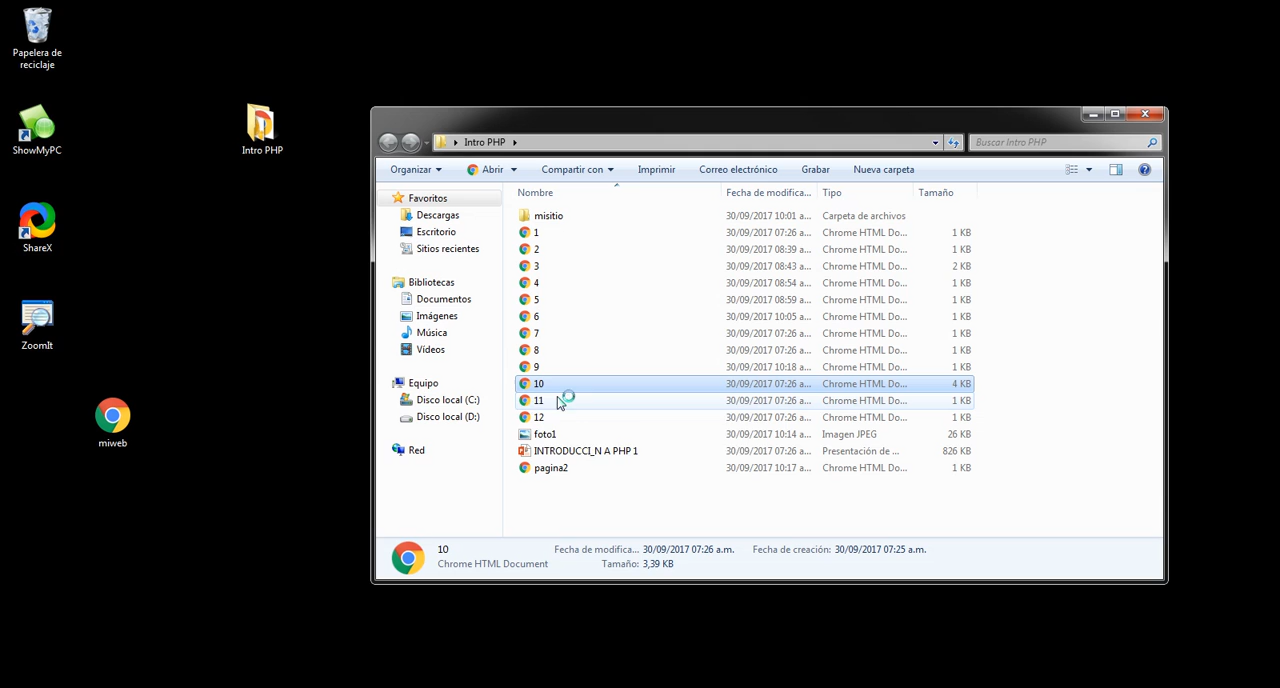 Papelera de
reciclaje
ShowMyPC
ShareX
ZoomIt
miweb
Intro PHP
Intro PHP
Buscar Intro PHP
Organizar Abrir Compartir con Imprimir Correo electrónico Grabar Nueva carpeta
Favoritos
Descargas
Escritorio
Sitios recientes
Bibliotecas
Documentos
Imágenes
Música
Vídeos
Equipo
Disco local (C:)
Disco local (D:)
Red
Nombre Fecha de modifica... Tipo Tamaño
misitio 30/09/2017 10:01 a... Carpeta de archivos
1 30/09/2017 07:26 a... Chrome HTML Do... 1 KB
2 30/09/2017 08:39 a... Chrome HTML Do... 1 KB
3 30/09/2017 08:43 a... Chrome HTML Do... 2 KB
4 30/09/2017 08:54 a... Chrome HTML Do... 1 KB
5 30/09/2017 08:59 a... Chrome HTML Do... 1 KB
6 30/09/2017 10:05 a... Chrome HTML Do... 1 KB
7 30/09/2017 07:26 a... Chrome HTML Do... 1 KB
8 30/09/2017 07:26 a... Chrome HTML Do... 1 KB
9 30/09/2017 10:18 a... Chrome HTML Do... 1 KB
10 30/09/2017 07:26 a... Chrome HTML Do... 4 KB
11 30/09/2017 07:26 a... Chrome HTML Do... 1 KB
12 30/09/2017 07:26 a... Chrome HTML Do... 1 KB
foto1 30/09/2017 10:14 a... Imagen JPEG 26 KB
INTRODUCCI_N A PHP 1 30/09/2017 07:26 a... Presentación de ... 826 KB
pagina2 30/09/2017 10:17 a... Chrome HTML Do... 1 KB
10 Fecha de modifica... 30/09/2017 07:26 a.m. Fecha de creación: 30/09/2017 07:25 a.m.
Chrome HTML Document Tamaño: 3,39 KB